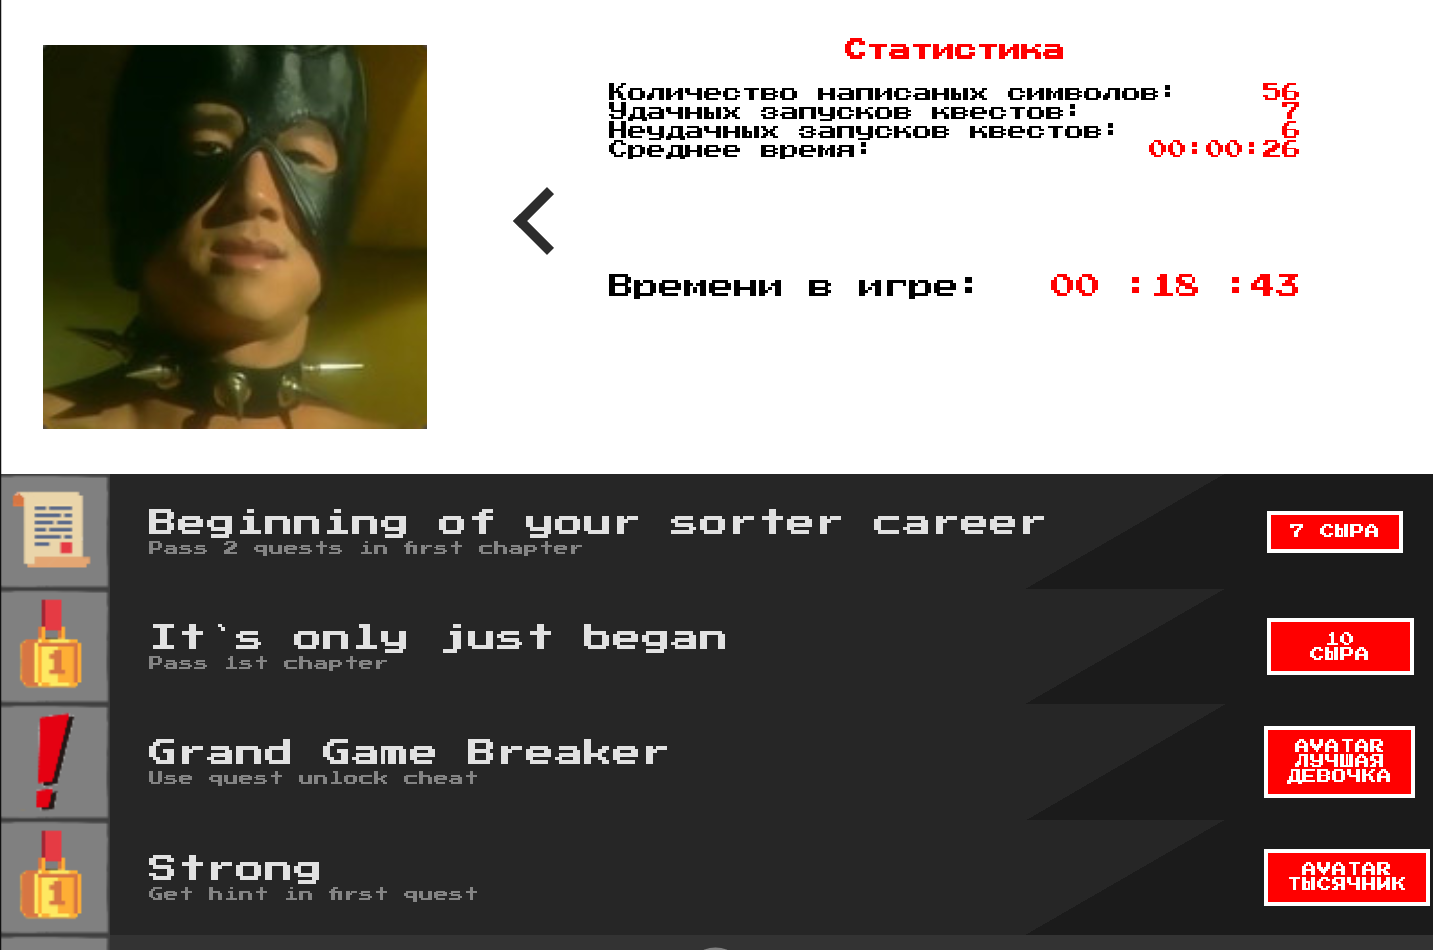 Статистика
Количество написаных символов: 56
Удачных запусков квестов: 7
Неудачных запусков квестов: 6
Среднее время: 00:00:26
Времени в игре: 00 :18 :43
Beginning of your sorter career
Pass 2 quests in first chapter
7 СЫРА
It`s only just began
Pass 1st chapter
10
СЫРА
Grand Game Breaker
Use quest unlock cheat
AVATAR
ЛУЧШАЯ
ДЕВОЧКА
Strong
Get hint in first quest
AVATAR
ТЫСЯЧНИК
1
1